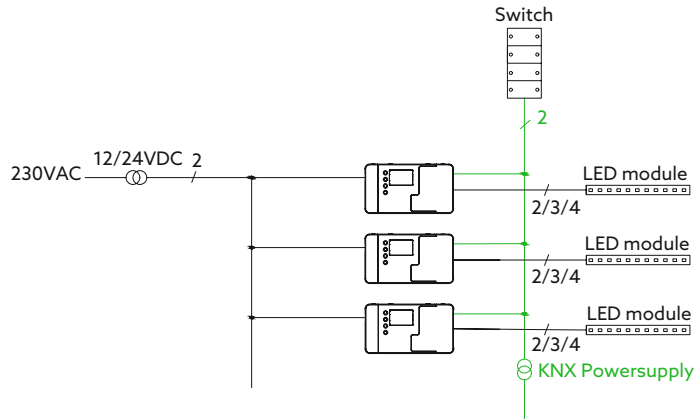 Switch
2
230VAC
12/24VDC
2
LED module
2/3/4
LED module
2/3/4
LED module
2/3/4
KNX Powersupply